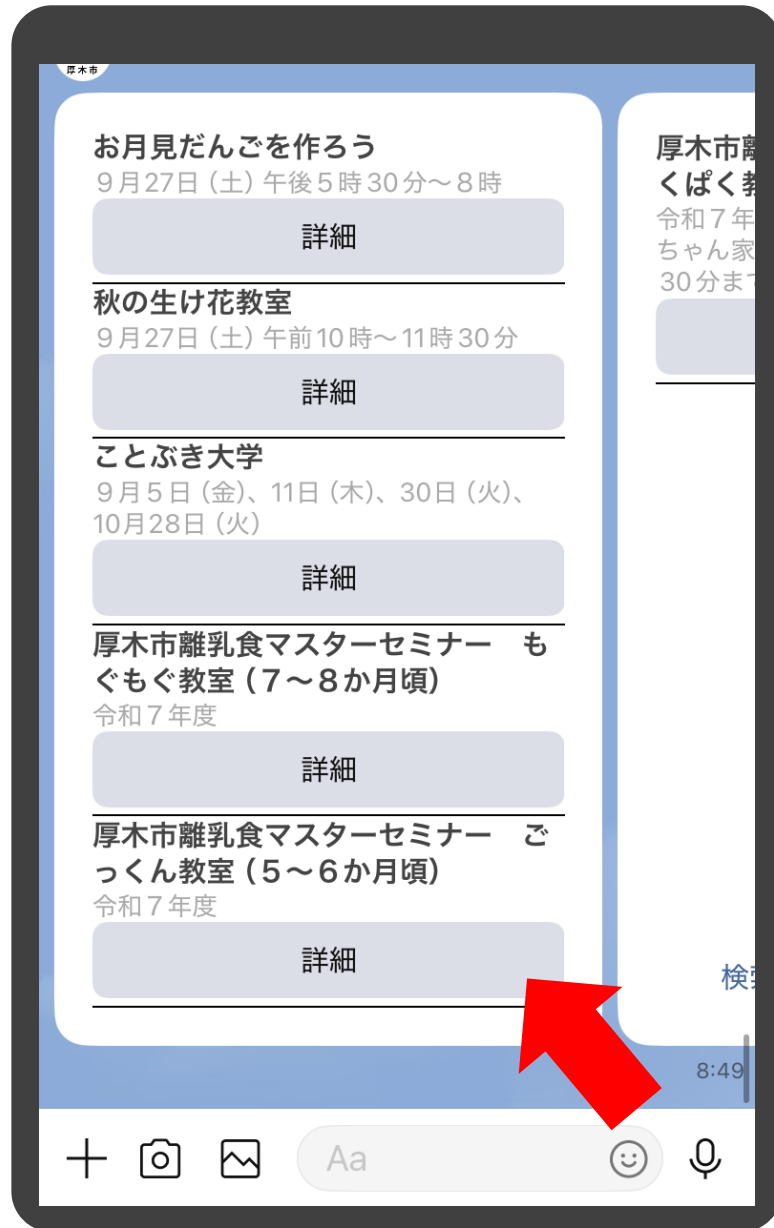 厚木市
お月見だんごを作ろう
9月27日（土）午後5時30分～8時
詳細
秋の生け花教室
9月27日（土）午前10時～11時30分
詳細
ことぶき大学
9月5日（金）、11日（木）、30日（火）、
10月28日（火）
詳細
厚木市離乳食マスターセミナー　も
ぐもぐ教室（７～８か月頃）
令和７年度
詳細
厚木市離乳食マスターセミナー　ご
っくん教室（５～６か月頃）
令和７年度
詳細
厚木市離
くぱく教
令和７年
ちゃん家
30分まで
検索
8:49
Aa